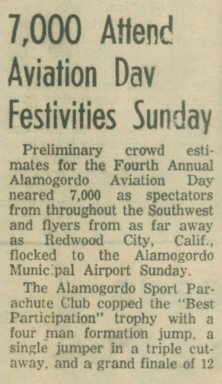 7,000 Attend
Aviation Day
Festivities Sunday
Preliminary crowd esti-
mates for the Fourth Annual
Alamogordo Aviation Day
neared 7,000 as spectators
from throughout the Southwest
and flyers from as far away
as Redwood City, Calif.,
flocked to the Alamogordo
Municipal Airport Sunday.
The Alamogordo Sport Par-
achute Club copped the "Best
Participation" trophy with a
four man formation jump, a
single jumper in a triple cut-
away, and a grand finale of 12